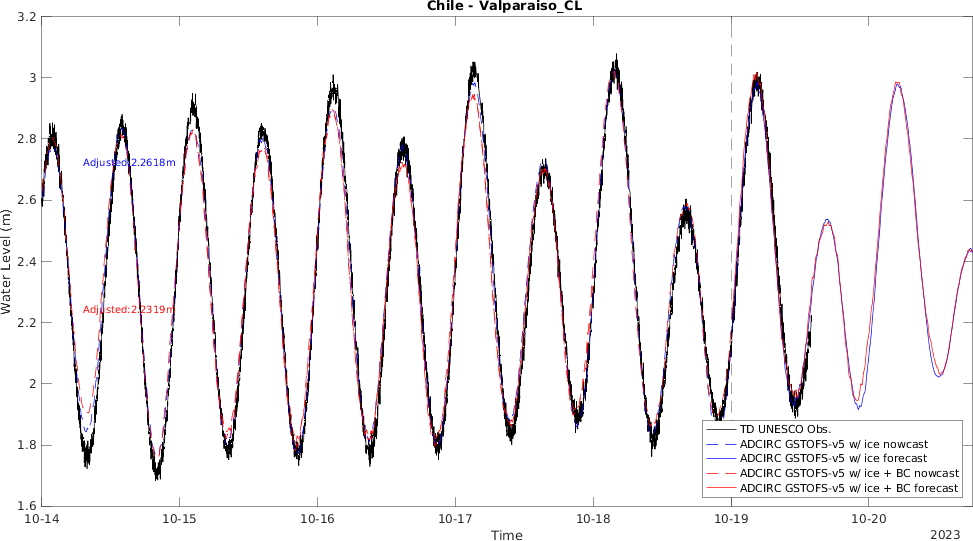 Chile - Valparaiso_CL
3.2
3
2.8
2.6
2.4
2.2
2
1.8
1.6
Water Level (m)
Adjusted:2.2618m
Adjusted:2.2319m
TD UNESCO Obs.
ADCIRC GSTOFS-v5 w/ ice nowcast
ADCIRC GSTOFS-v5 w/ ice forecast
ADCIRC GSTOFS-v5 w/ ice + BC nowcast
ADCIRC GSTOFS-v5 w/ ice + BC forecast
10-14 10-15 10-16 10-17 10-18 10-19 10-20
Time
2023